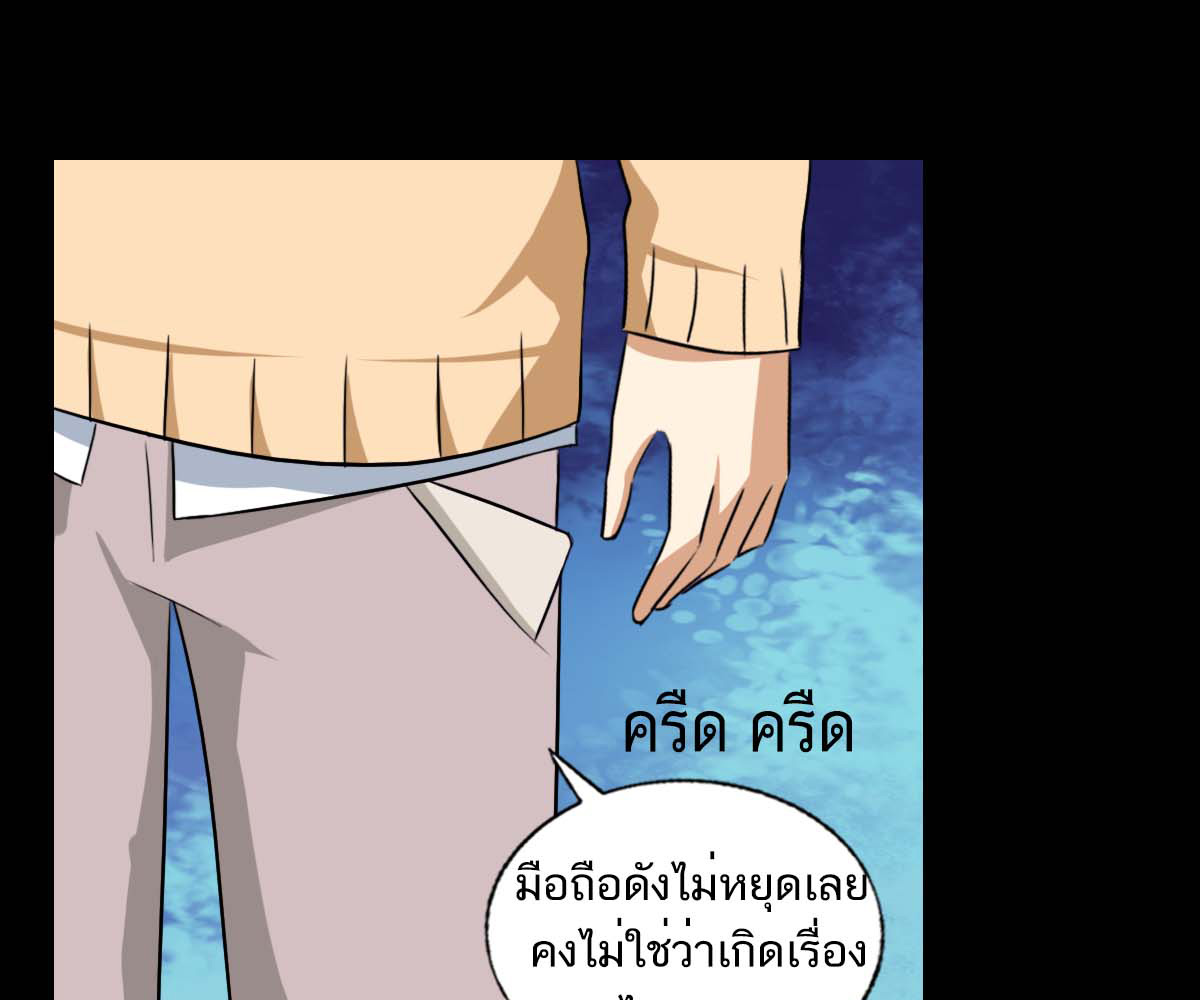 ครืด ครืด
มือถือดังไม่หยุดเลย
คงไม่ใช่ว่าเกิดเรื่อง